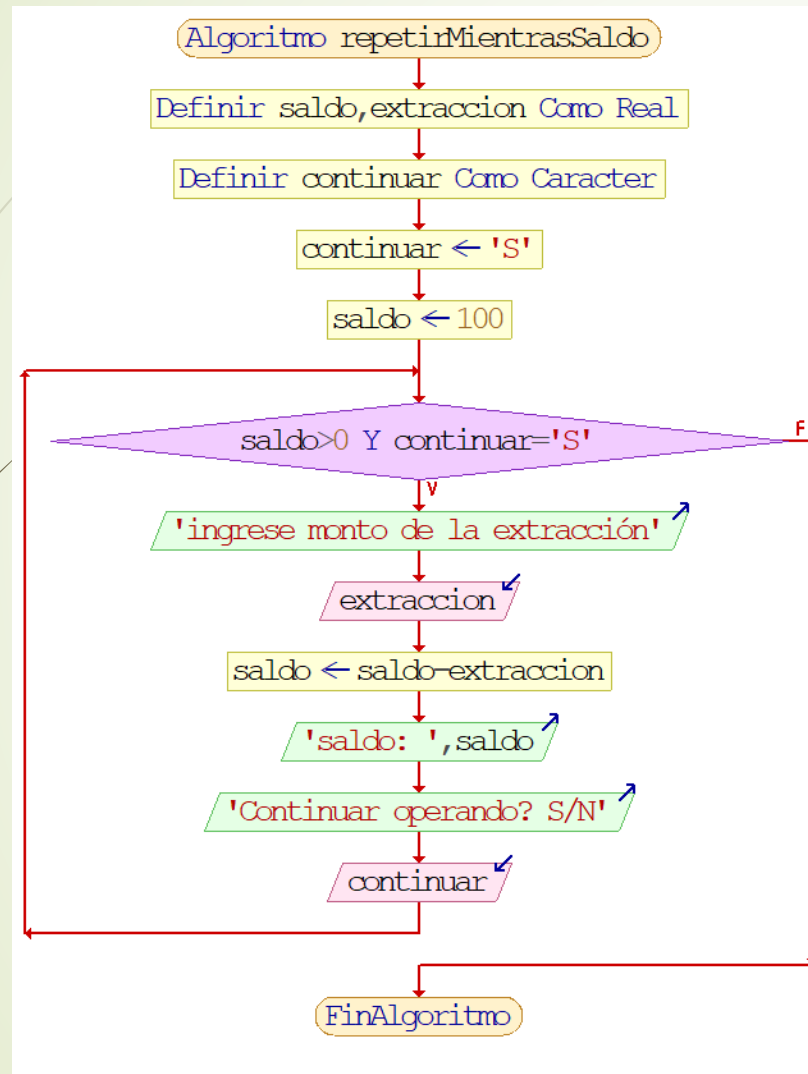 Algoritmo repetirMientrasSaldo
Definir saldo,extraccion Como Real
Definir continuar Como Caracter
continuar ← 'S'
saldo ← 100
saldo>0 Y continuar='S'
F
V
'ingrese monto de la extracción'
extraccion
saldo ← saldo-extraccion
'saldo: ',saldo
'Continuar operando? S/N'
continuar
FinAlgoritmo